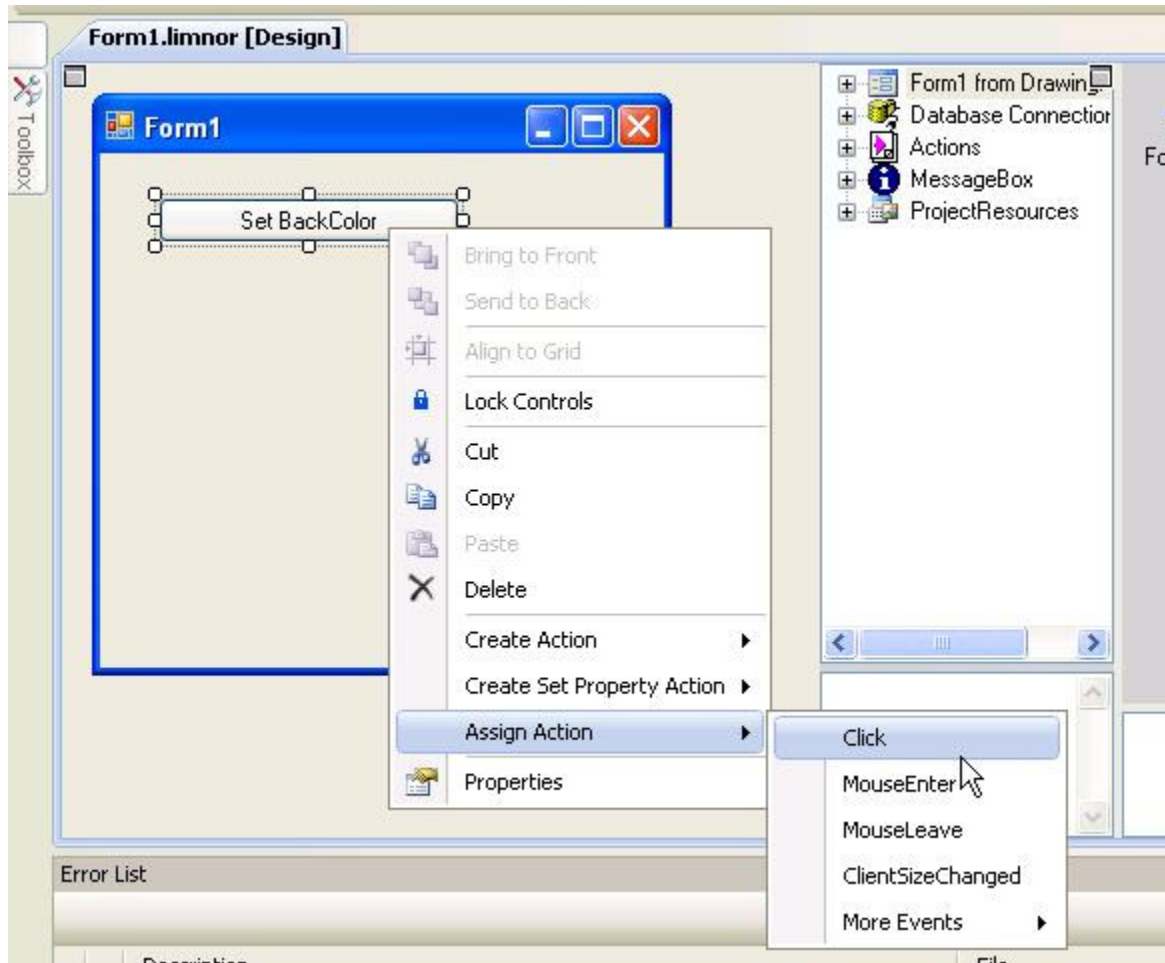 Form1.limnor [Design]
Toolbox
Form1
Set BackColor
Bring to Front
Send to Back
Align to Grid
Lock Controls
Cut
Copy
Paste
Delete
Create Action
Create Set Property Action
Assign Action
Properties
Click
MouseEnter
MouseLeave
ClientSizeChanged
More Events
Form1 from Drawing
Database Connection
Actions
MessageBox
ProjectResources
Fo
Error List
Description
File